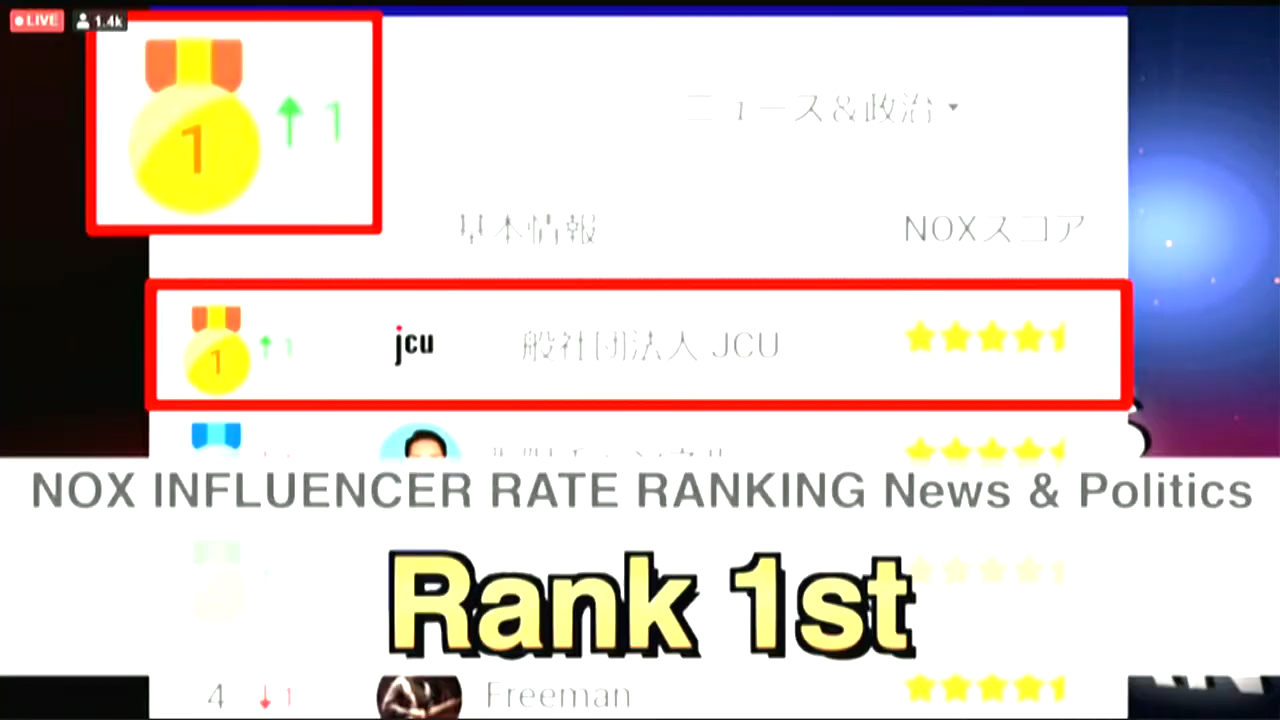 LIVE 1.4k
1 ↑ 1
ニュース&政治
基本情報 NOXスコア
1 ↑ 1 jcu 一般社団法人 JCU
NOX INFLUENCER RATE RANKING News & Politics
Rank 1st
4 ↓ 1 Freeman